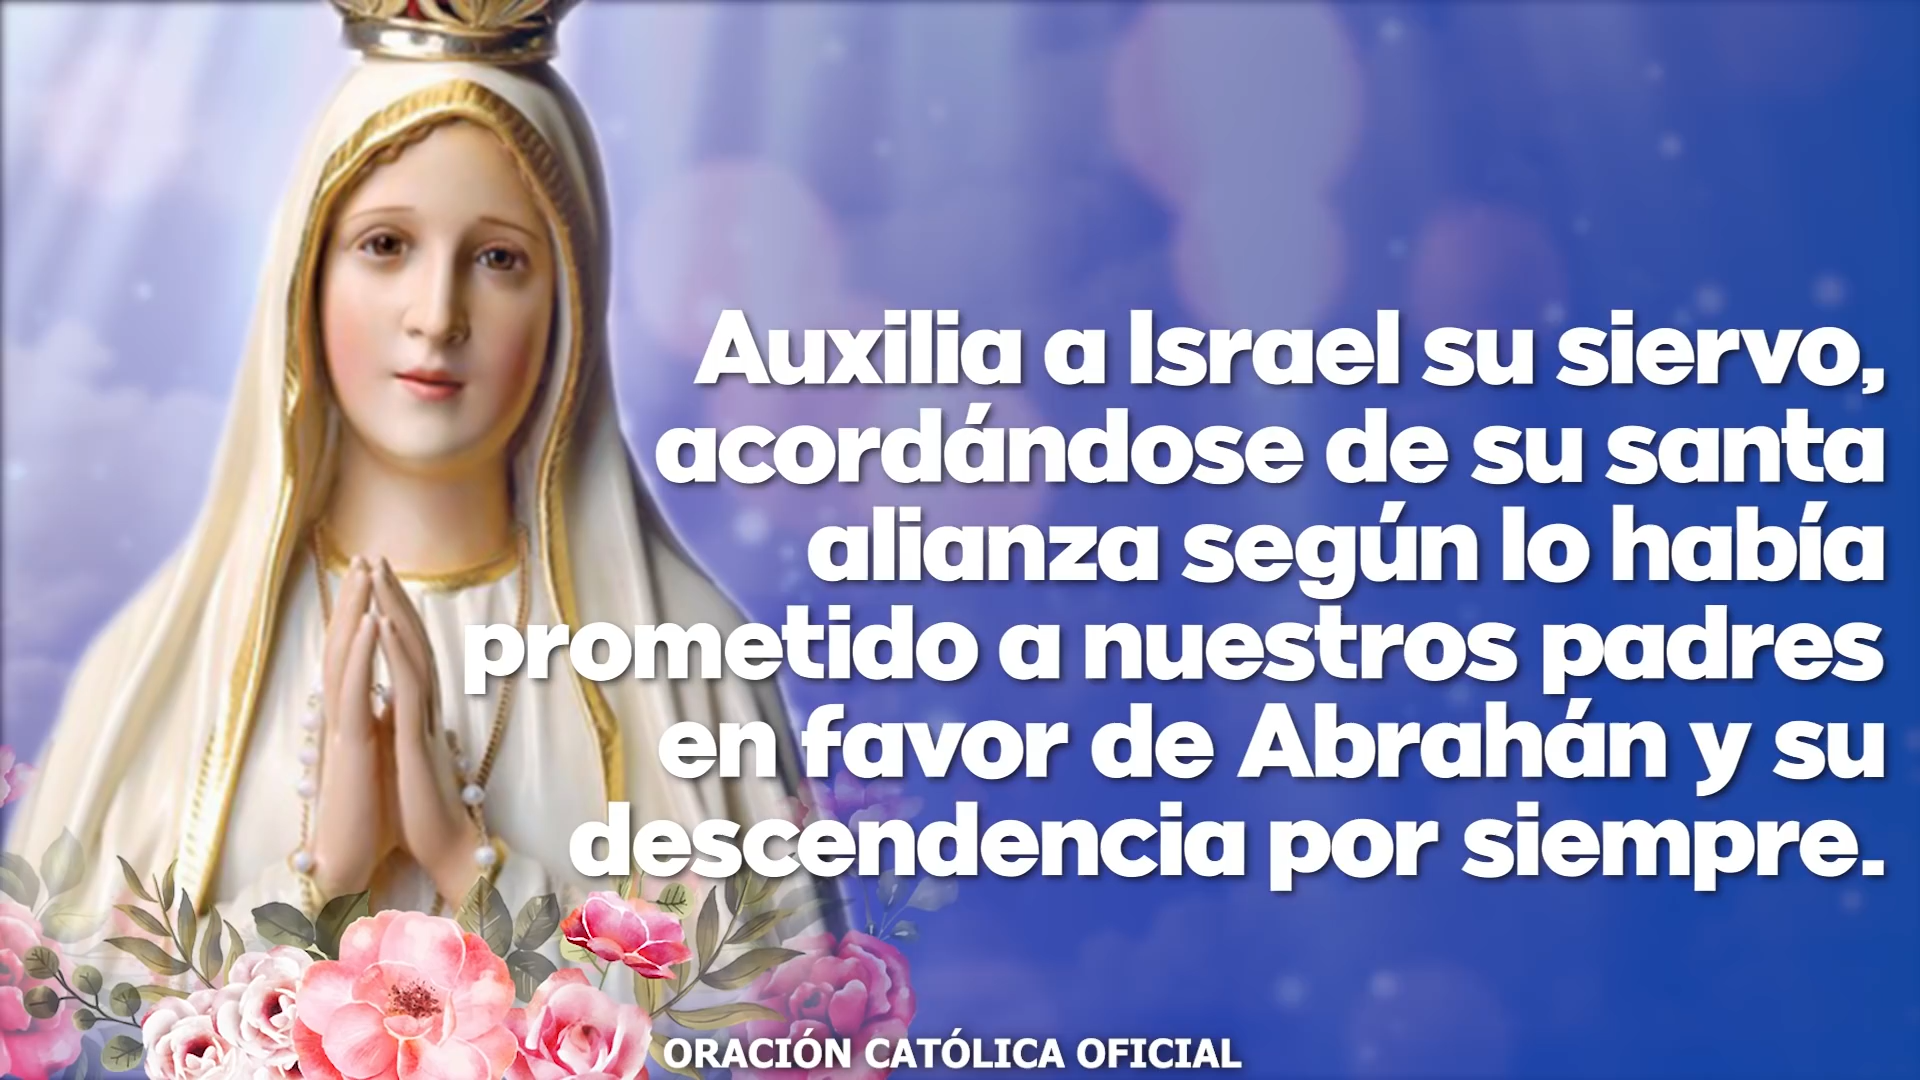 Auxilia a Israel su siervo,
acordándose de su santa
alianza según lo había
prometido a nuestros padres
en favor de Abrahán y su
descendencia por siempre.
ORACIÓN CATÓLICA OFICIAL